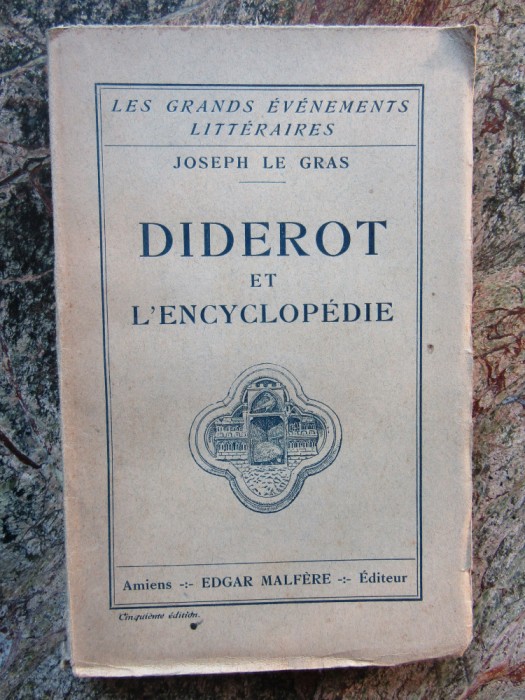 LES GRANDS ÉVÉNEMENTS
LITTÉRAIRES
JOSEPH LE GRAS
DIDEROT
ET
L'ENCYCLOPÉDIE
Amiens -:- EDGAR MALFÈRE -:- Éditeur
Cinquième édition.